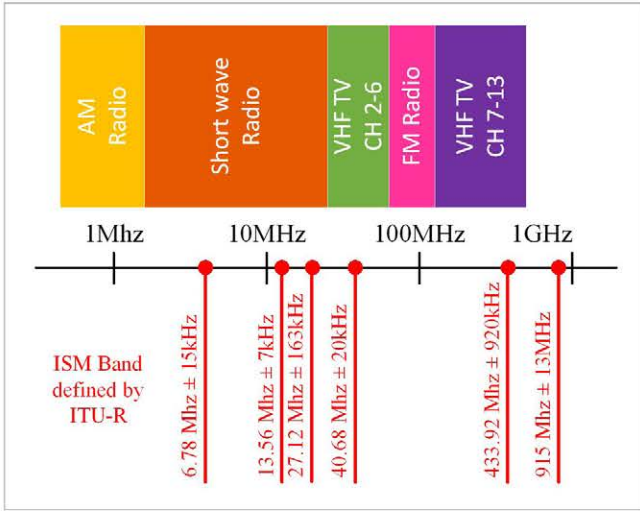 AM
Radio
Short wave
Radio
VHF TV
CH 2-6
FM Radio
VHF TV
CH 7-13
1Mhz
10MHz
100MHz
1GHz
ISM Band
defined by
ITU-R
6.78 Mhz ± 15kHz
13.56 Mhz ± 7kHz
27.12 Mhz ± 163kHz
40.68 Mhz ± 20kHz
433.92 Mhz ± 920kHz
915 Mhz ± 13MHz